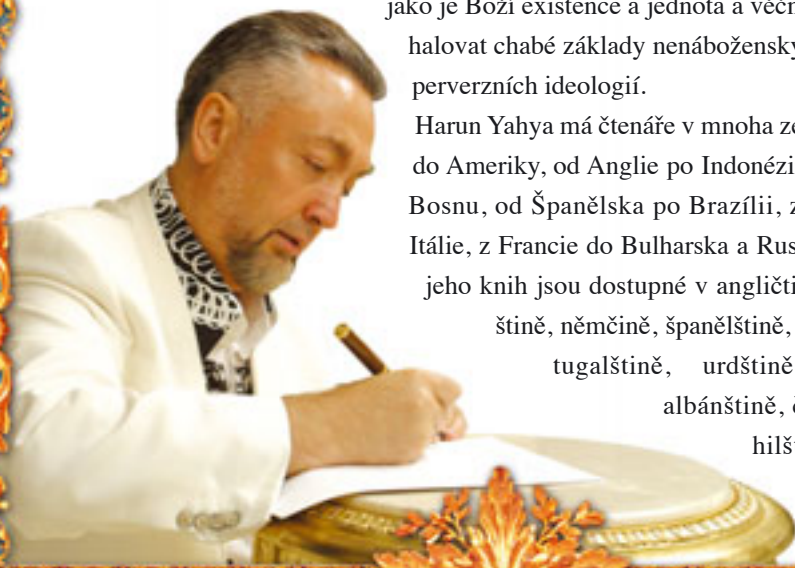 jako je Boží existence a jednota a věčn
halovat chabé základy nenábožensky
perverzních ideologií.
Harun Yahya má čtenáře v mnoha ze
do Ameriky, od Anglie po Indonézi
Bosnu, od Španělska po Brazílii, z
Itálie, z Francie do Bulharska a Rus
jeho knih jsou dostupné v angličti
štině, němčině, španělštině,
tugalštině, urdštině
albánštině, č
hilš